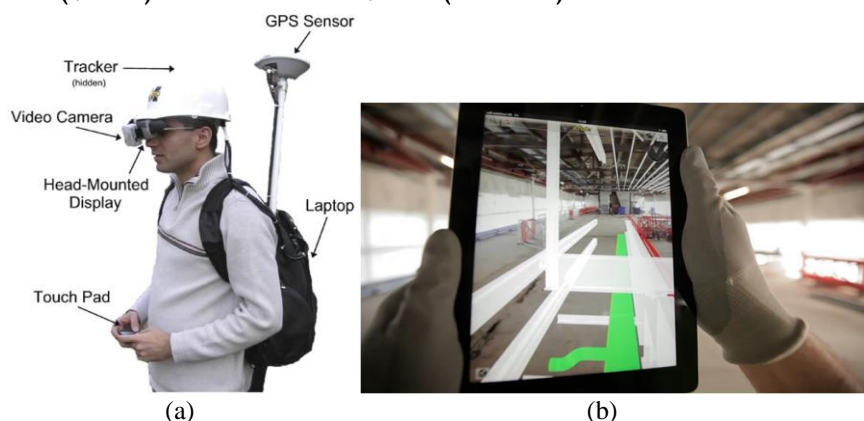 GPS Sensor
Tracker
(hidden)
Video Camera
Head-Mounted
Display
Laptop
Touch Pad
(a)
(b)